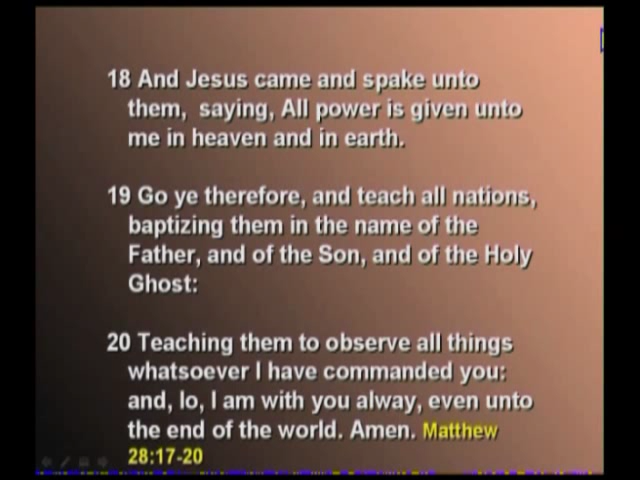 18 And Jesus came and spake unto
them, saying, All power is given unto
me in heaven and in earth.
19 Go ye therefore, and teach all nations,
baptizing them in the name of the
Father, and of the Son, and of the Holy
Ghost:
20 Teaching them to observe all things
whatsoever I have commanded you:
and, lo, I am with you alway, even unto
the end of the world. Amen. Matthew
28:17-20